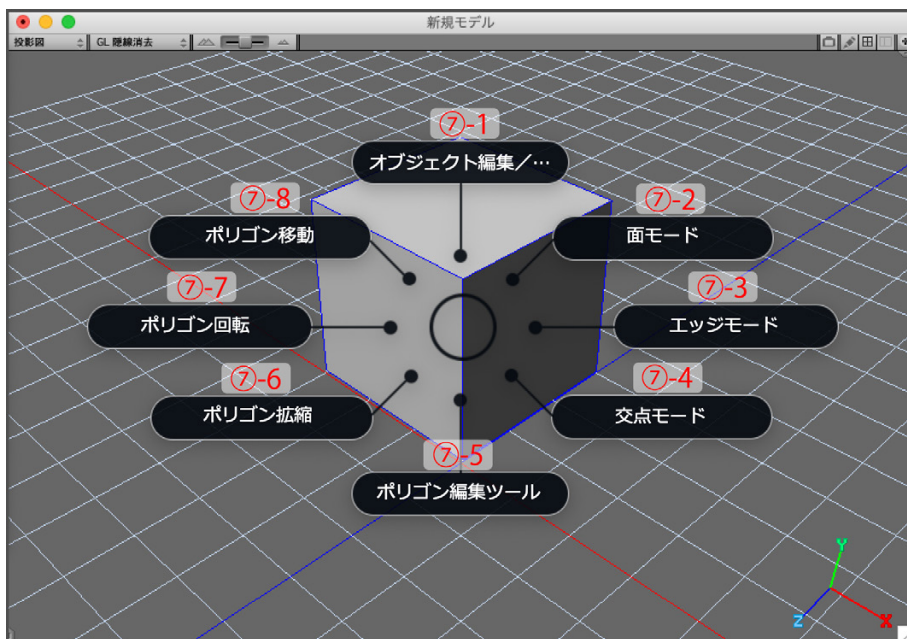 新規モデル
投影図 GL 隠線消去
⑦-1
オブジェクト編集／…
⑦-8
⑦-2
ポリゴン移動
面モード
⑦-7
⑦-3
ポリゴン回転
エッジモード
⑦-6
⑦-4
ポリゴン拡縮
交点モード
⑦-5
ポリゴン編集ツール
Y
Z
X